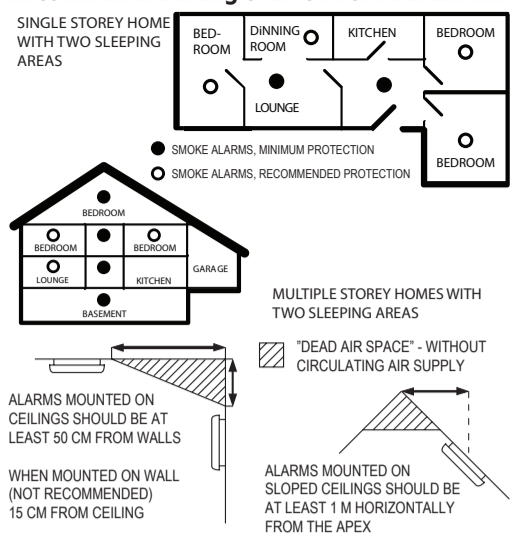 SINGLE STOREY HOME
WITH TWO SLEEPING
AREAS
BED-
ROOM
DiNNING
ROOM
KITCHEN
BEDROOM
LOUNGE
BEDROOM
SMOKE ALARMS, MINIMUM PROTECTION
SMOKE ALARMS, RECOMMENDED PROTECTION
BEDROOM
BEDROOM
BEDROOM
LOUNGE
KITCHEN
GARAGE
BASEMENT
MULTIPLE STOREY HOMES WITH
TWO SLEEPING AREAS
"DEAD AIR SPACE" - WITHOUT
CIRCULATING AIR SUPPLY
ALARMS MOUNTED ON
CEILINGS SHOULD BE AT
LEAST 50 CM FROM WALLS
WHEN MOUNTED ON WALL
(NOT RECOMMENDED)
15 CM FROM CEILING
ALARMS MOUNTED ON
SLOPED CEILINGS SHOULD BE
AT LEAST 1 M HORIZONTALLY
FROM THE APEX